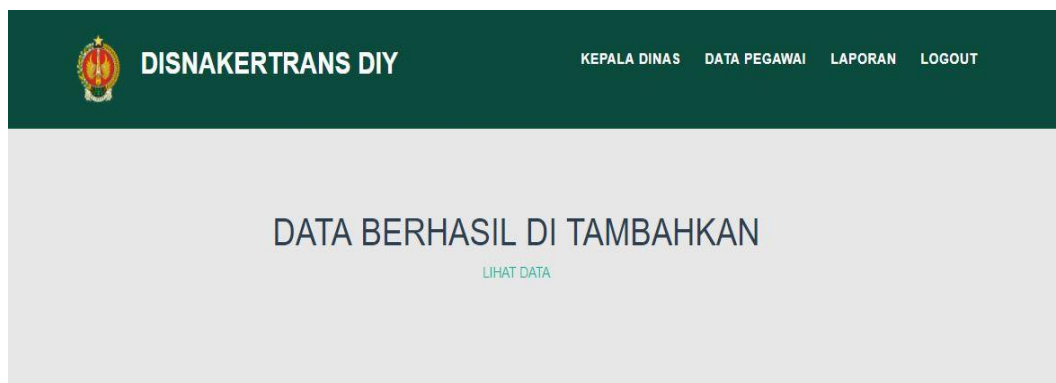 DISNAKERTRANS DIY
KEPALA DINAS DATA PEGAWAI LAPORAN LOGOUT
DATA BERHASIL DI TAMBAHKAN
LIHAT DATA